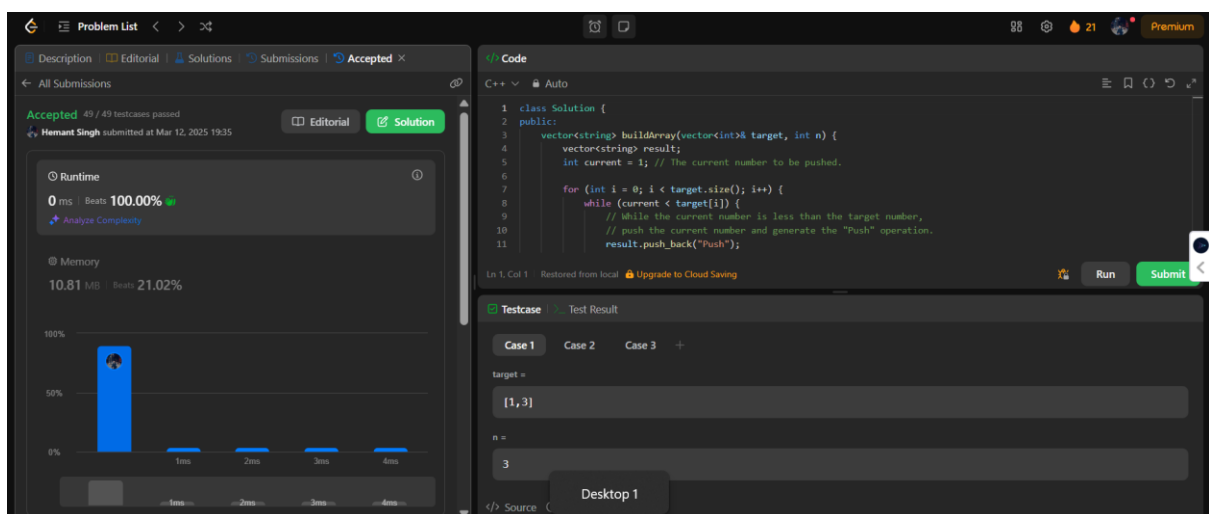 Problem List
21
Premium
Description | Editorial | Solutions | Submissions | Accepted ×
← All Submissions
Accepted 49 / 49 testcases passed
Hemant Singh submitted at Mar 12, 2025 19:35
Editorial
Solution
Runtime
0 ms | Beats 100.00%
Analyze Complexity
Memory
10.81 MB | Beats 21.02%
100%
50%
0%
1ms 2ms 3ms 4ms
1ms 2ms 3ms 4ms
</> Code
C++ Auto
1 class Solution {
2 public:
3 vector<string> buildArray(vector<int>& target, int n) {
4 vector<string> result;
5 int current = 1; // The current number to be pushed.
6
7 for (int i = 0; i < target.size(); i++) {
8 while (current < target[i]) {
9 // While the current number is less than the target number,
10 // push the current number and generate the "Push" operation.
11 result.push_back("Push");
Ln 1, Col 1 | Restored from local Upgrade to Cloud Saving
Run
Submit
Testcase | >_ Test Result
Case 1 Case 2 Case 3 +
target =
[1,3]
n =
3
Desktop 1
</> Source